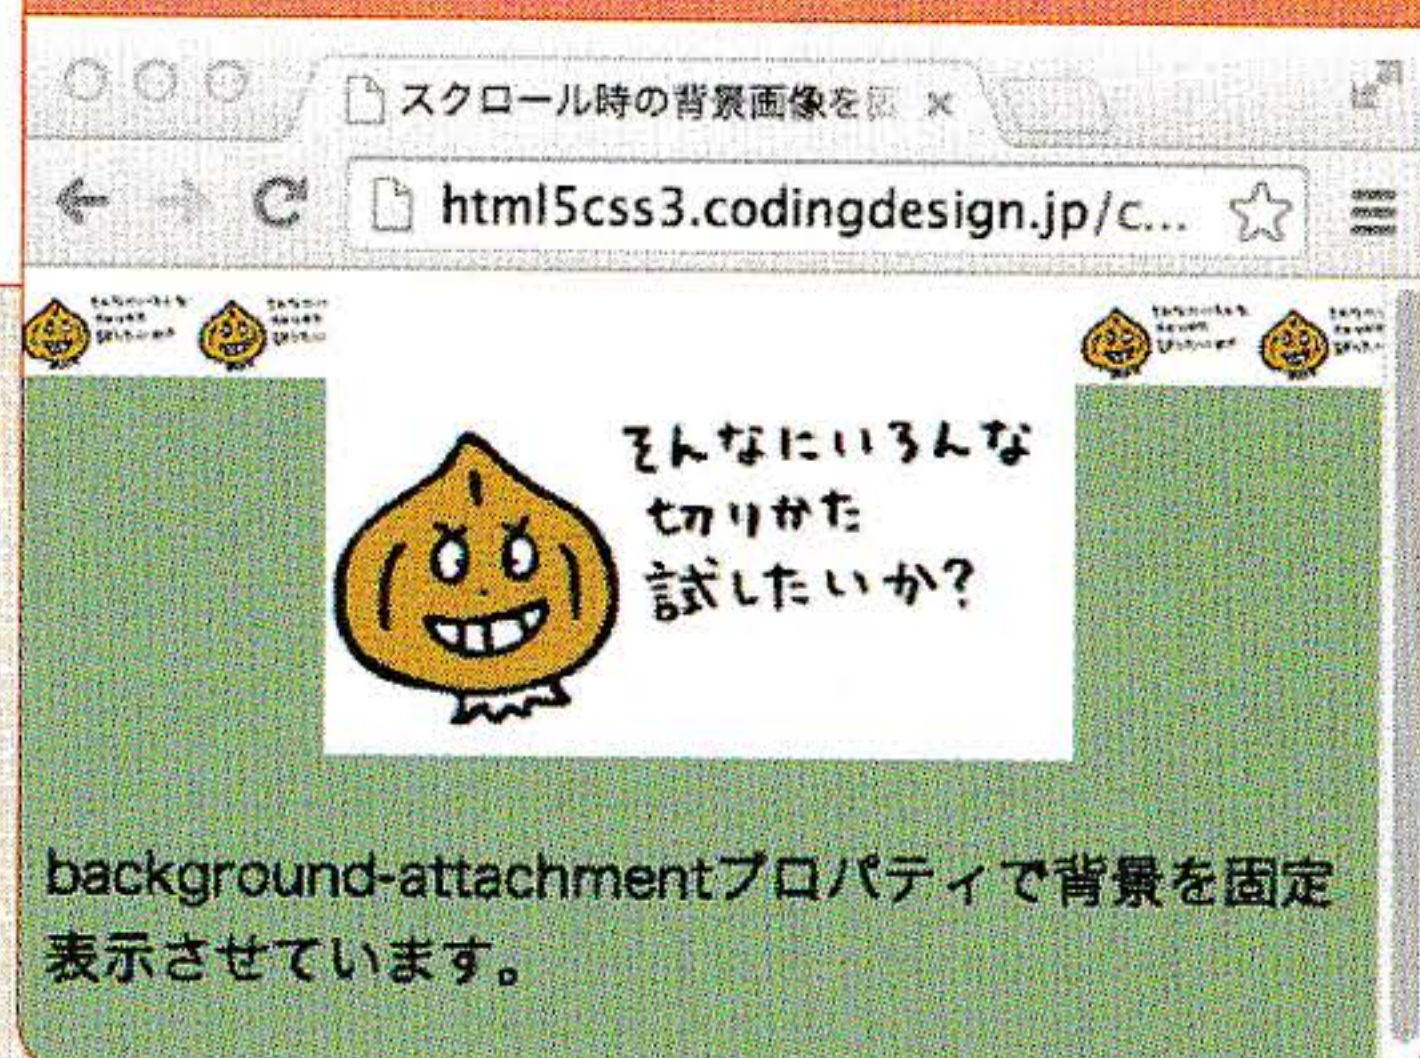 スクロール時の背景画像を固
html5css3.codingdesign.jp/c...
そんなにいろんな
切りかた
試したいか?
background-attachmentプロパティで背景を固定
表示させています。